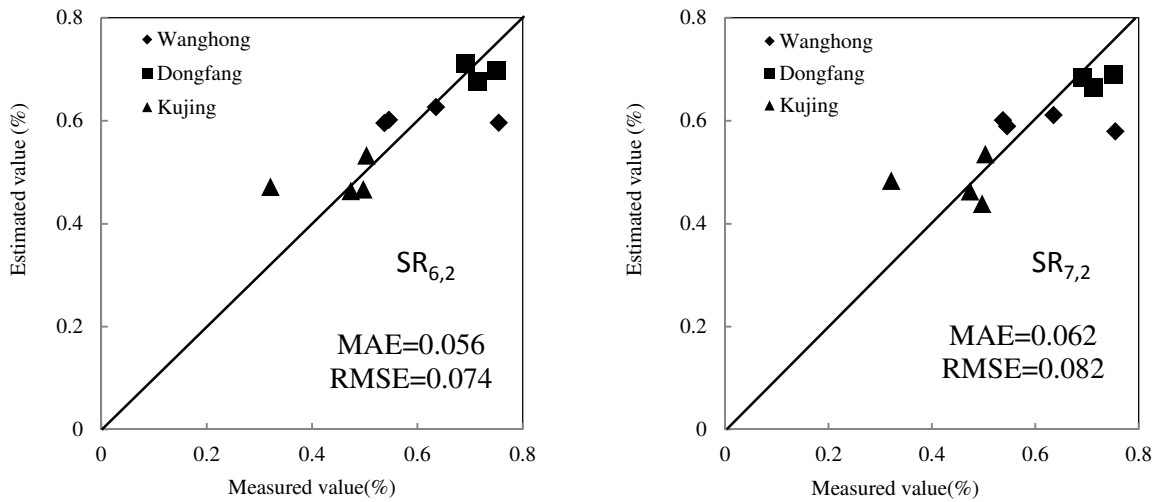 0.8
Wanghong
Dongfang
Kujing
0.6
0.4
0.2
0
Estimated value (%)
SR6,2
MAE=0.056
RMSE=0.074
0 0.2 0.4 0.6 0.8
Measured value(%)
0.8
Wanghong
Dongfang
Kujing
0.6
0.4
0.2
0
Estimated value (%)
SR7,2
MAE=0.062
RMSE=0.082
0 0.2 0.4 0.6 0.8
Measured value(%)